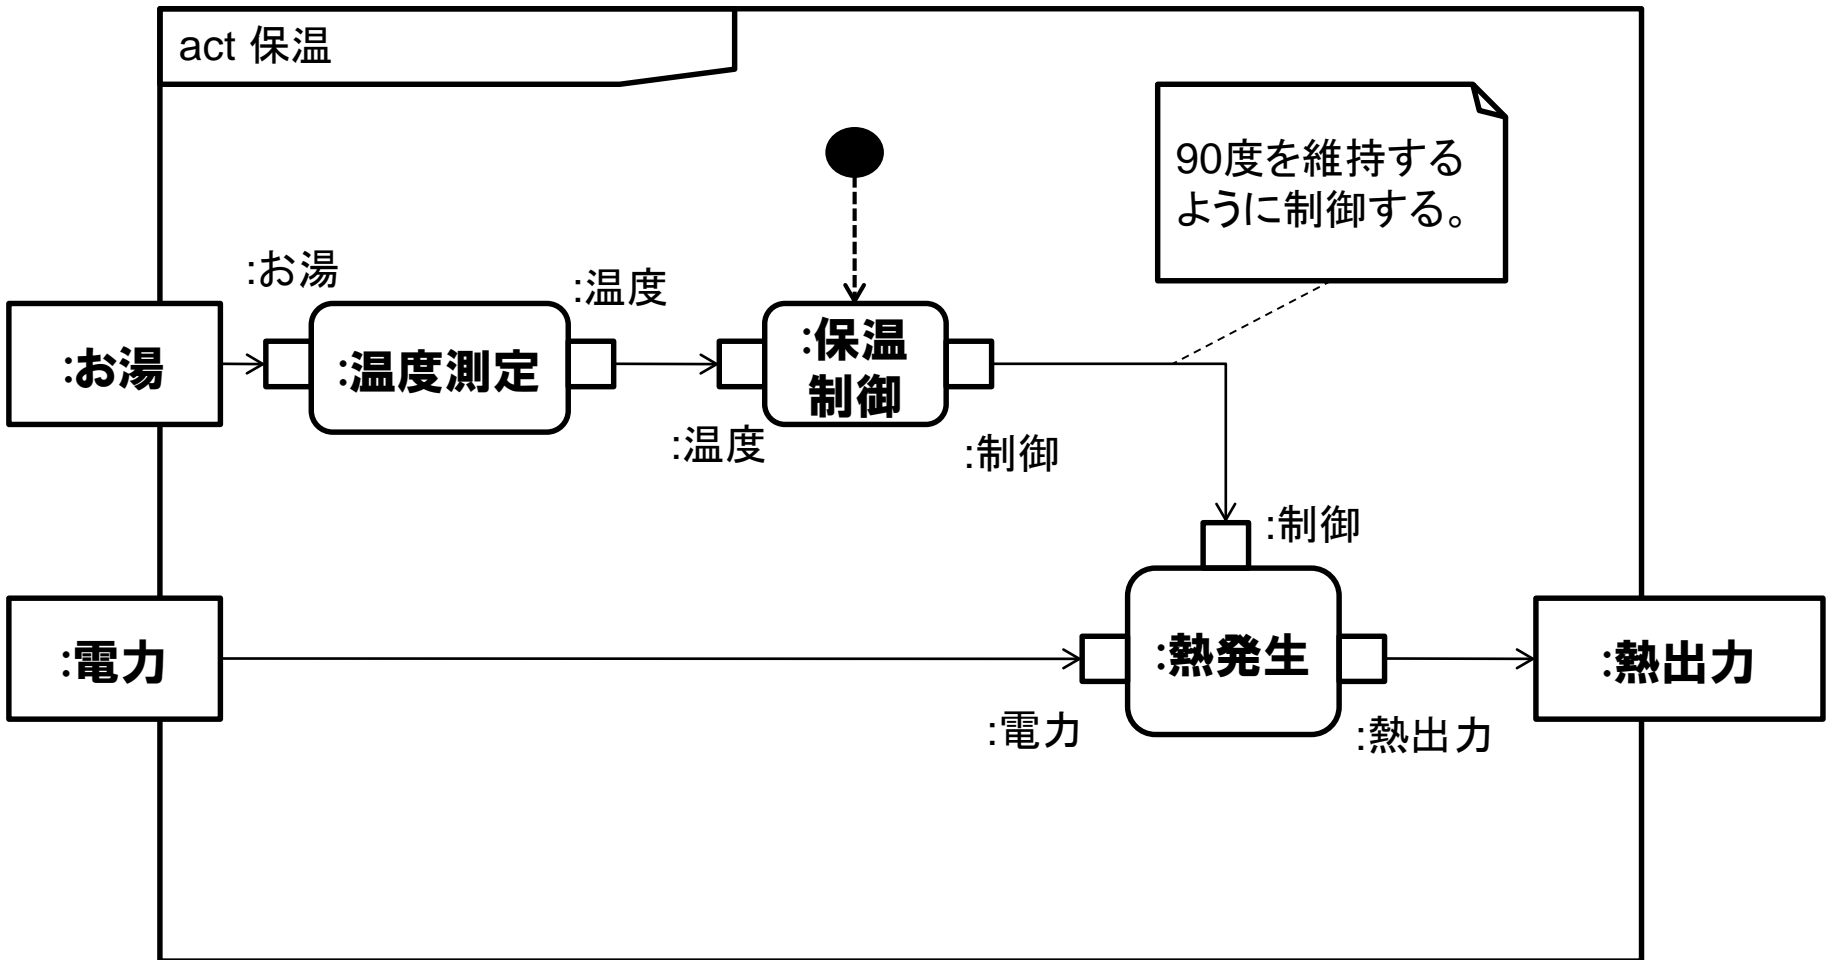 act 保温
90度を維持する
ように制御する。
:お湯
:温度
:お湯
:温度測定
:保温
制御
:温度
:制御
:制御
:電力
:熱発生
:熱出力
:電力
:熱出力